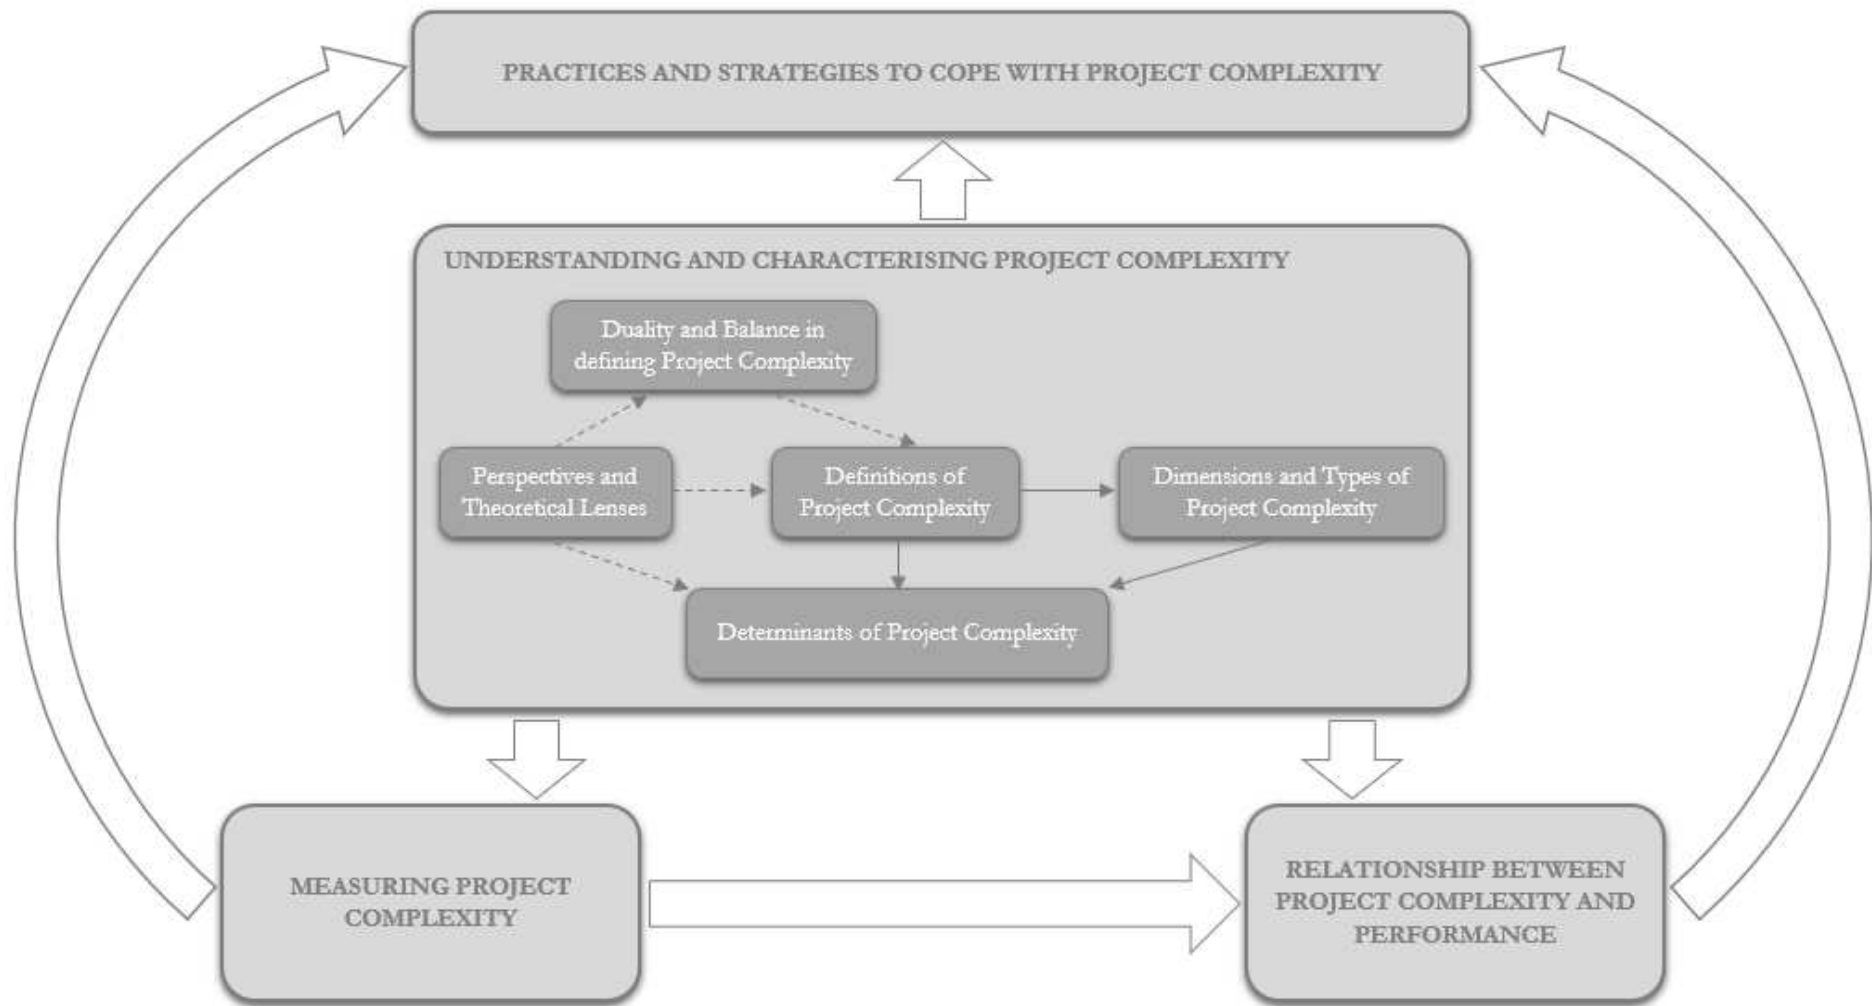 PRACTICES AND STRATEGIES TO COPE WITH PROJECT COMPLEXITY
UNDERSTANDING AND CHARACTERISING PROJECT COMPLEXITY
Duality and Balance in
defining Project Complexity
Perspectives and
Theoretical Lenses
Definitions of
Project Complexity
Dimensions and Types of
Project Complexity
Determinants of Project Complexity
MEASURING PROJECT
COMPLEXITY
RELATIONSHIP BETWEEN
PROJECT COMPLEXITY AND
PERFORMANCE